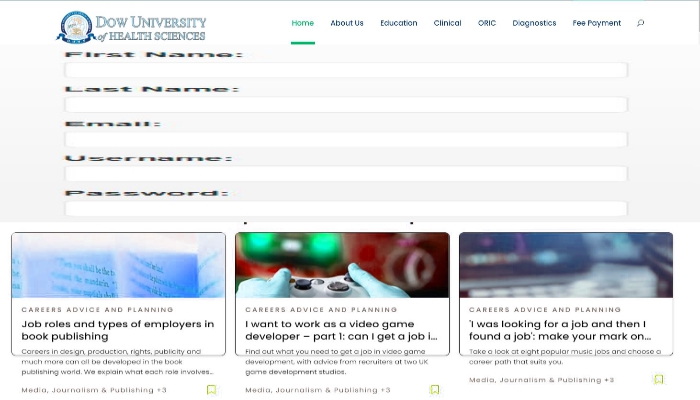 DOW UNIVERSITY
of HEALTH SCIENCES
Home About Us Education Clinical ORIC Diagnostics Fee Payment
First Name:
Last Name:
Email:
Username:
Password:
CAREERS ADVICE AND PLANNING
Job roles and types of employers in
book publishing
Careers in design, production, rights, publicity and
much more can all be developed in the book
publishing world. We explain what each role involves...
Media, Journalism & Publishing +3
CAREERS ADVICE AND PLANNING
I want to work as a video game
developer – part 1: can I get a job i...
Find out what you need to get a job in video game
development, with advice from recruiters at two UK
game development studios.
Media, Journalism & Publishing +3
CAREERS ADVICE AND PLANNING
'I was looking for a job and then I
found a job': make your mark on...
Take a look at eight popular music jobs and choose a
career path that suits you.
Media, Journalism & Publishing +3